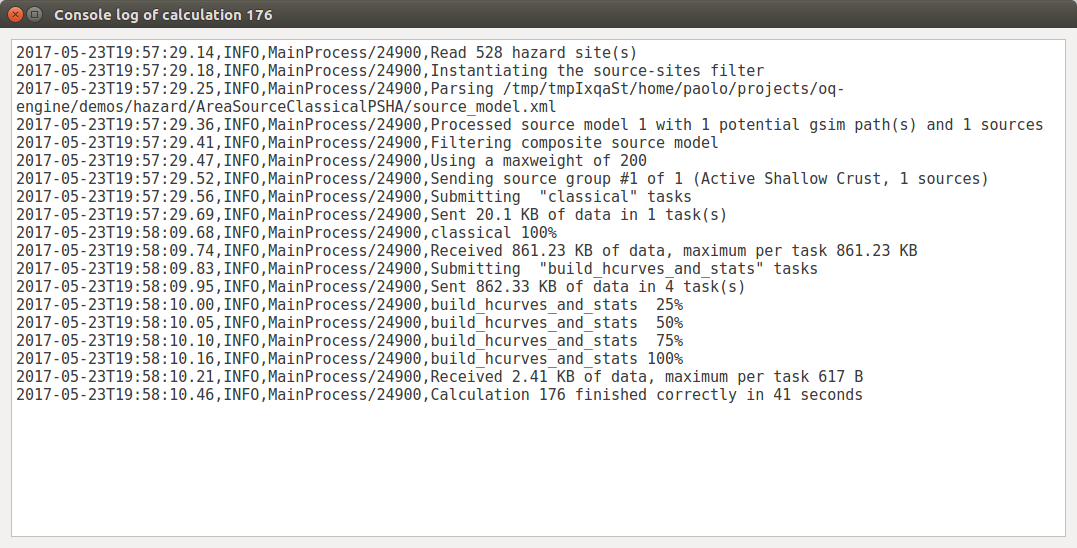 Console log of calculation 176
2017-05-23T19:57:29.14,INFO,MainProcess/24900,Read 528 hazard site(s)
2017-05-23T19:57:29.18,INFO,MainProcess/24900,Instantiating the source-sites filter
2017-05-23T19:57:29.25,INFO,MainProcess/24900,Parsing /tmp/tmpIxqaSt/home/paolo/projects/oq-
engine/demos/hazard/AreaSourceClassicalPSHA/source_model.xml
2017-05-23T19:57:29.36,INFO,MainProcess/24900,Processed source model 1 with 1 potential gsim path(s) and 1 sources
2017-05-23T19:57:29.41,INFO,MainProcess/24900,Filtering composite source model
2017-05-23T19:57:29.47,INFO,MainProcess/24900,Using a maxweight of 200
2017-05-23T19:57:29.52,INFO,MainProcess/24900,Sending source group #1 of 1 (Active Shallow Crust, 1 sources)
2017-05-23T19:57:29.56,INFO,MainProcess/24900,Submitting  "classical" tasks
2017-05-23T19:57:29.69,INFO,MainProcess/24900,Sent 20.1 KB of data in 1 task(s)
2017-05-23T19:58:09.68,INFO,MainProcess/24900,classical 100%
2017-05-23T19:58:09.74,INFO,MainProcess/24900,Received 861.23 KB of data, maximum per task 861.23 KB
2017-05-23T19:58:09.83,INFO,MainProcess/24900,Submitting  "build_hcurves_and_stats" tasks
2017-05-23T19:58:09.95,INFO,MainProcess/24900,Sent 862.33 KB of data in 4 task(s)
2017-05-23T19:58:10.00,INFO,MainProcess/24900,build_hcurves_and_stats  25%
2017-05-23T19:58:10.05,INFO,MainProcess/24900,build_hcurves_and_stats  50%
2017-05-23T19:58:10.10,INFO,MainProcess/24900,build_hcurves_and_stats  75%
2017-05-23T19:58:10.16,INFO,MainProcess/24900,build_hcurves_and_stats 100%
2017-05-23T19:58:10.21,INFO,MainProcess/24900,Received 2.41 KB of data, maximum per task 617 B
2017-05-23T19:58:10.46,INFO,MainProcess/24900,Calculation 176 finished correctly in 41 seconds